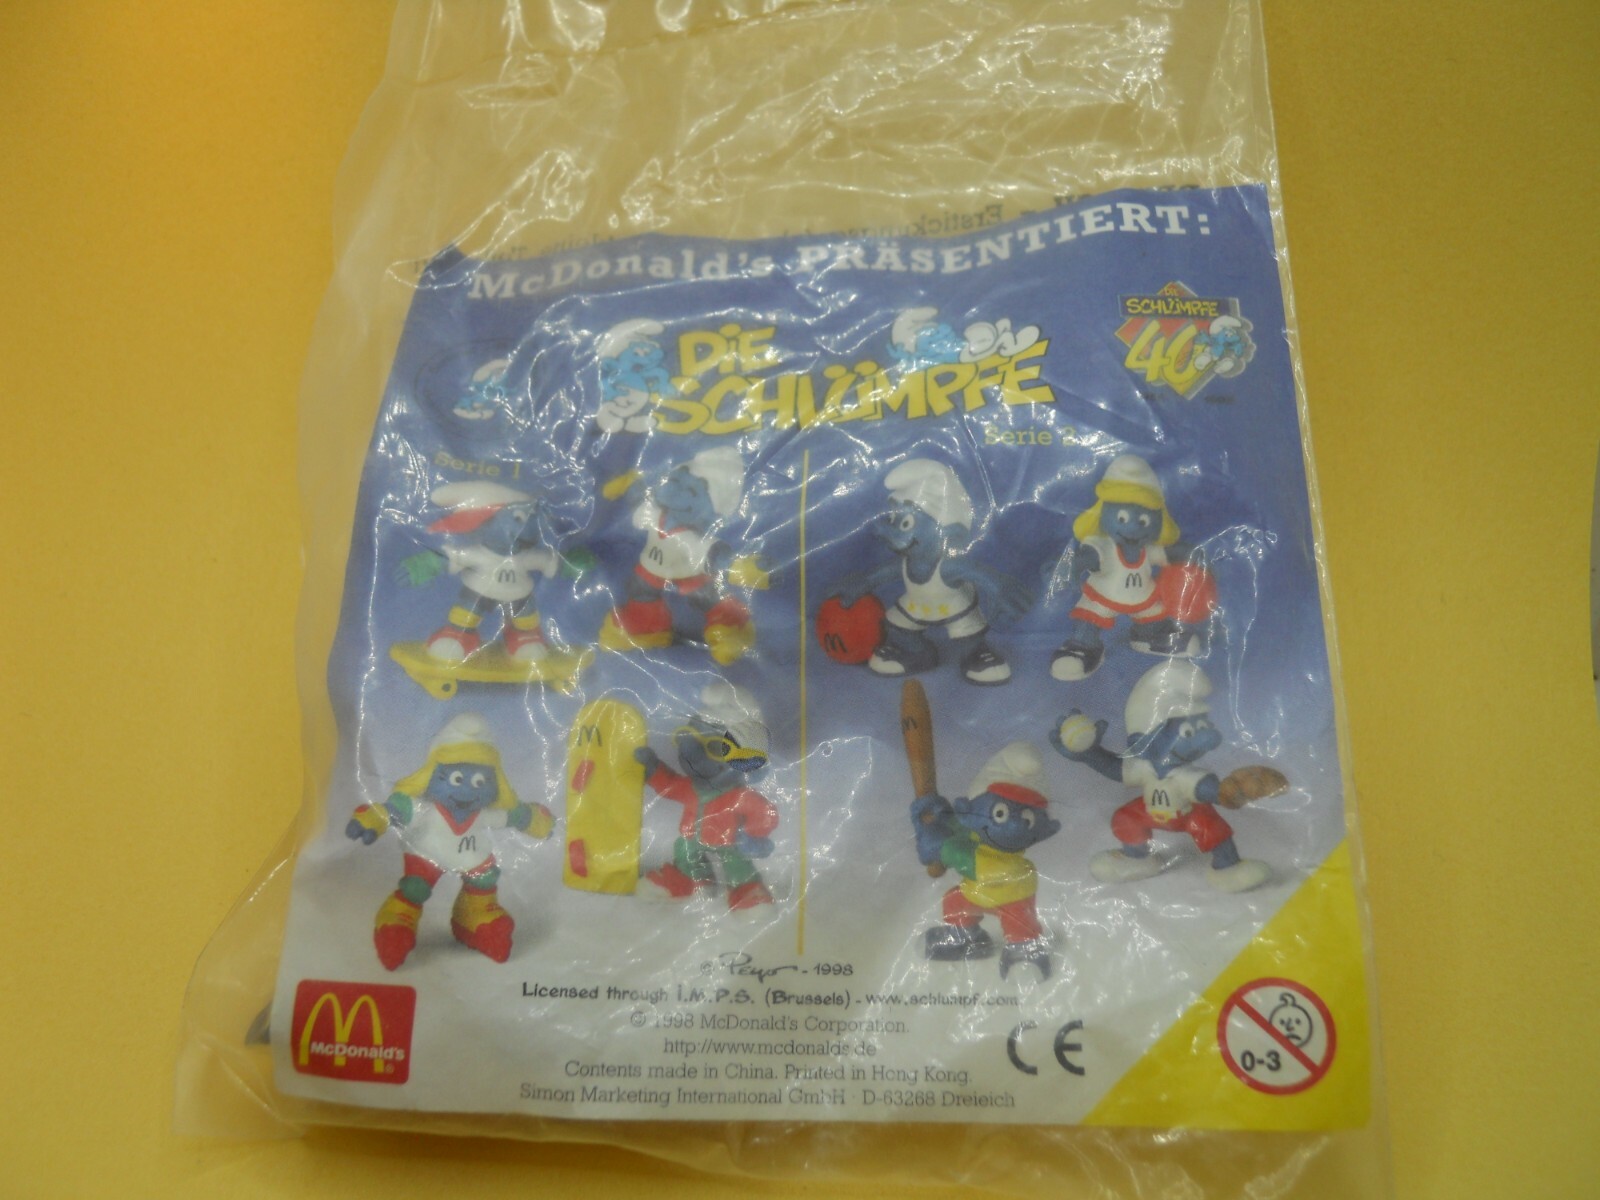 McDonald's PRÄSENTIERT:
DIE
SCHLÜMPFE
DIE
SCHLÜMPFE
40
Serie 1
Serie 2
© Peyo - 1998
Licensed through I.M.P.S. (Brussels) - www.schlumpf.com
© 1998 McDonald's Corporation.
http://www.mcdonalds.de
Contents made in China. Printed in Hong Kong.
Simon Marketing International GmbH · D-63268 Dreieich
McDonald's®
CE
0-3